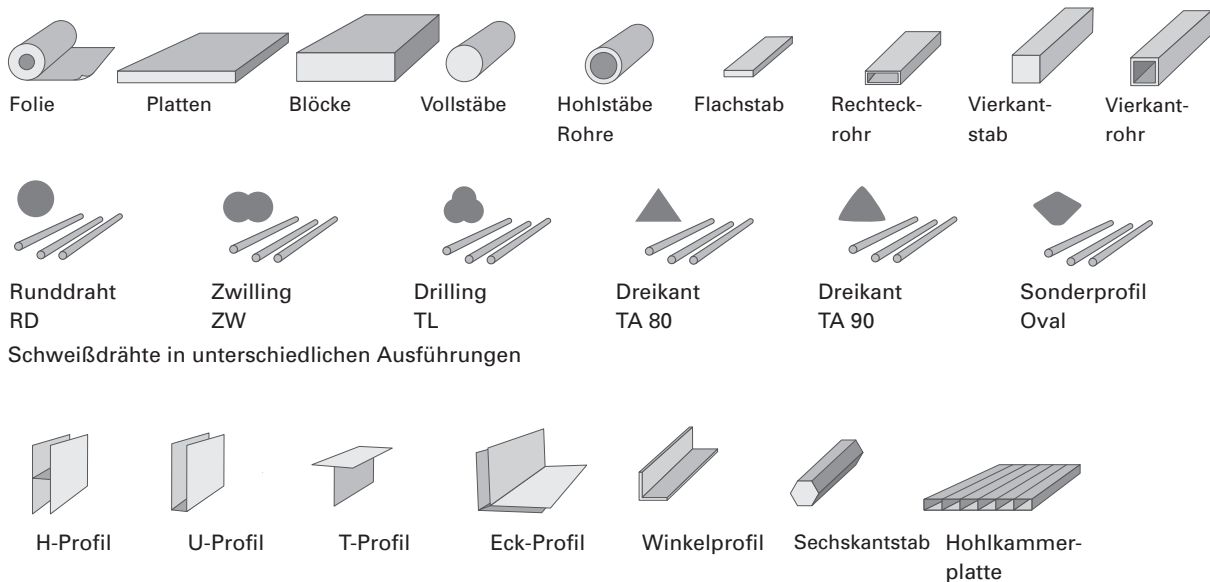 Folie Platten Blöcke Vollstäbe Hohlstäbe Flachstab Rechteck- Vierkant- Vierkant-
Rohre rohr stab rohr
Runddraht Zwilling Drilling Dreikant Dreikant Sonderprofil
RD ZW TL TA 80 TA 90 Oval
Schweißdrähte in unterschiedlichen Ausführungen
H-Profil U-Profil T-Profil Eck-Profil Winkelprofil Sechskantstab Hohlkammer-
platte